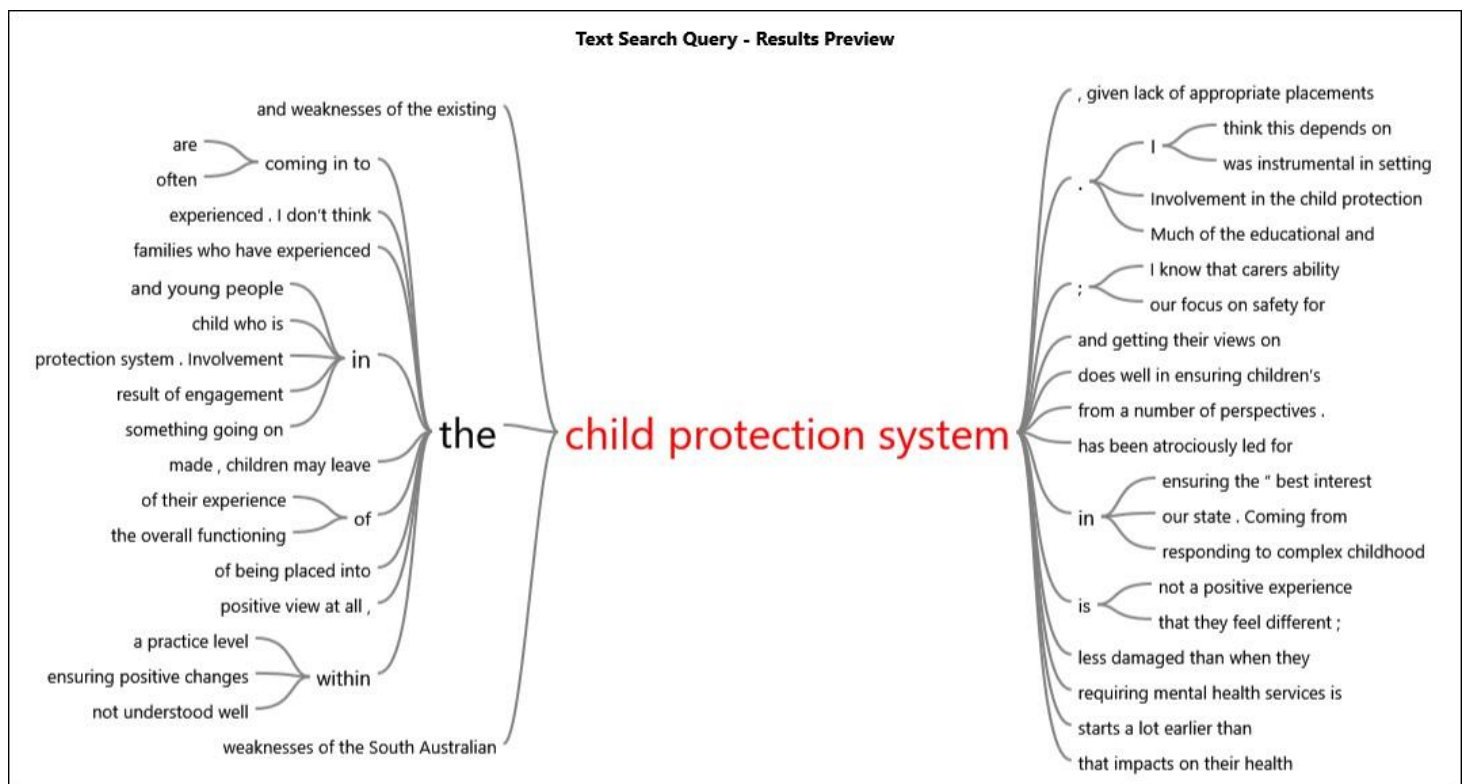 Text Search Query - Results Preview
and weaknesses of the existing
are
often
coming in to
experienced . I don't think
families who have experienced
and young people
child who is
protection system . Involvement
result of engagement
something going on
in
made , children may leave
of their experience
the overall functioning
of
of being placed into
positive view at all ,
a practice level
ensuring positive changes
not understood well
within
weaknesses of the South Australian
the
child protection system
, given lack of appropriate placements
.
I
think this depends on
was instrumental in setting
Involvement in the child protection
Much of the educational and
;
I know that carers ability
our focus on safety for
and getting their views on
does well in ensuring children's
from a number of perspectives .
has been atrociously led for
in
ensuring the " best interest
our state . Coming from
responding to complex childhood
is
not a positive experience
that they feel different ;
less damaged than when they
requiring mental health services is
starts a lot earlier than
that impacts on their health